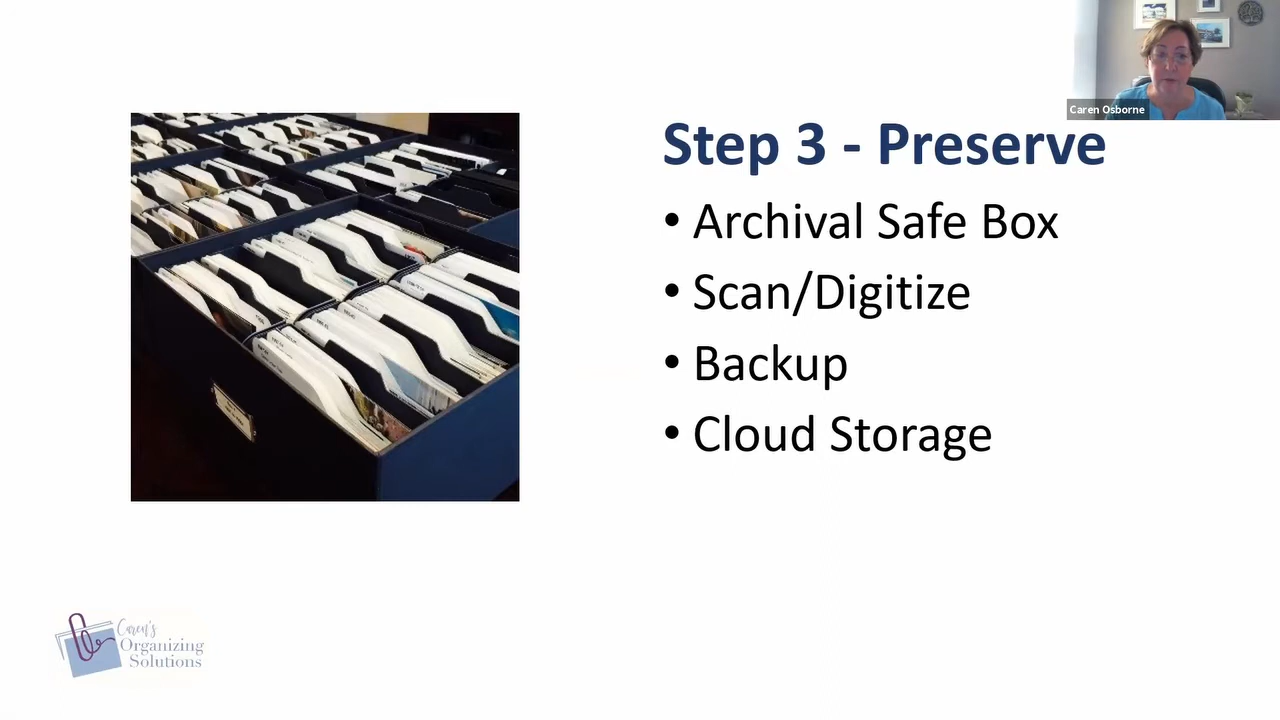 Caren Osborne
Step 3 - Preserve
• Archival Safe Box
• Scan/Digitize
• Backup
• Cloud Storage
Caren's
Organizing
Solutions